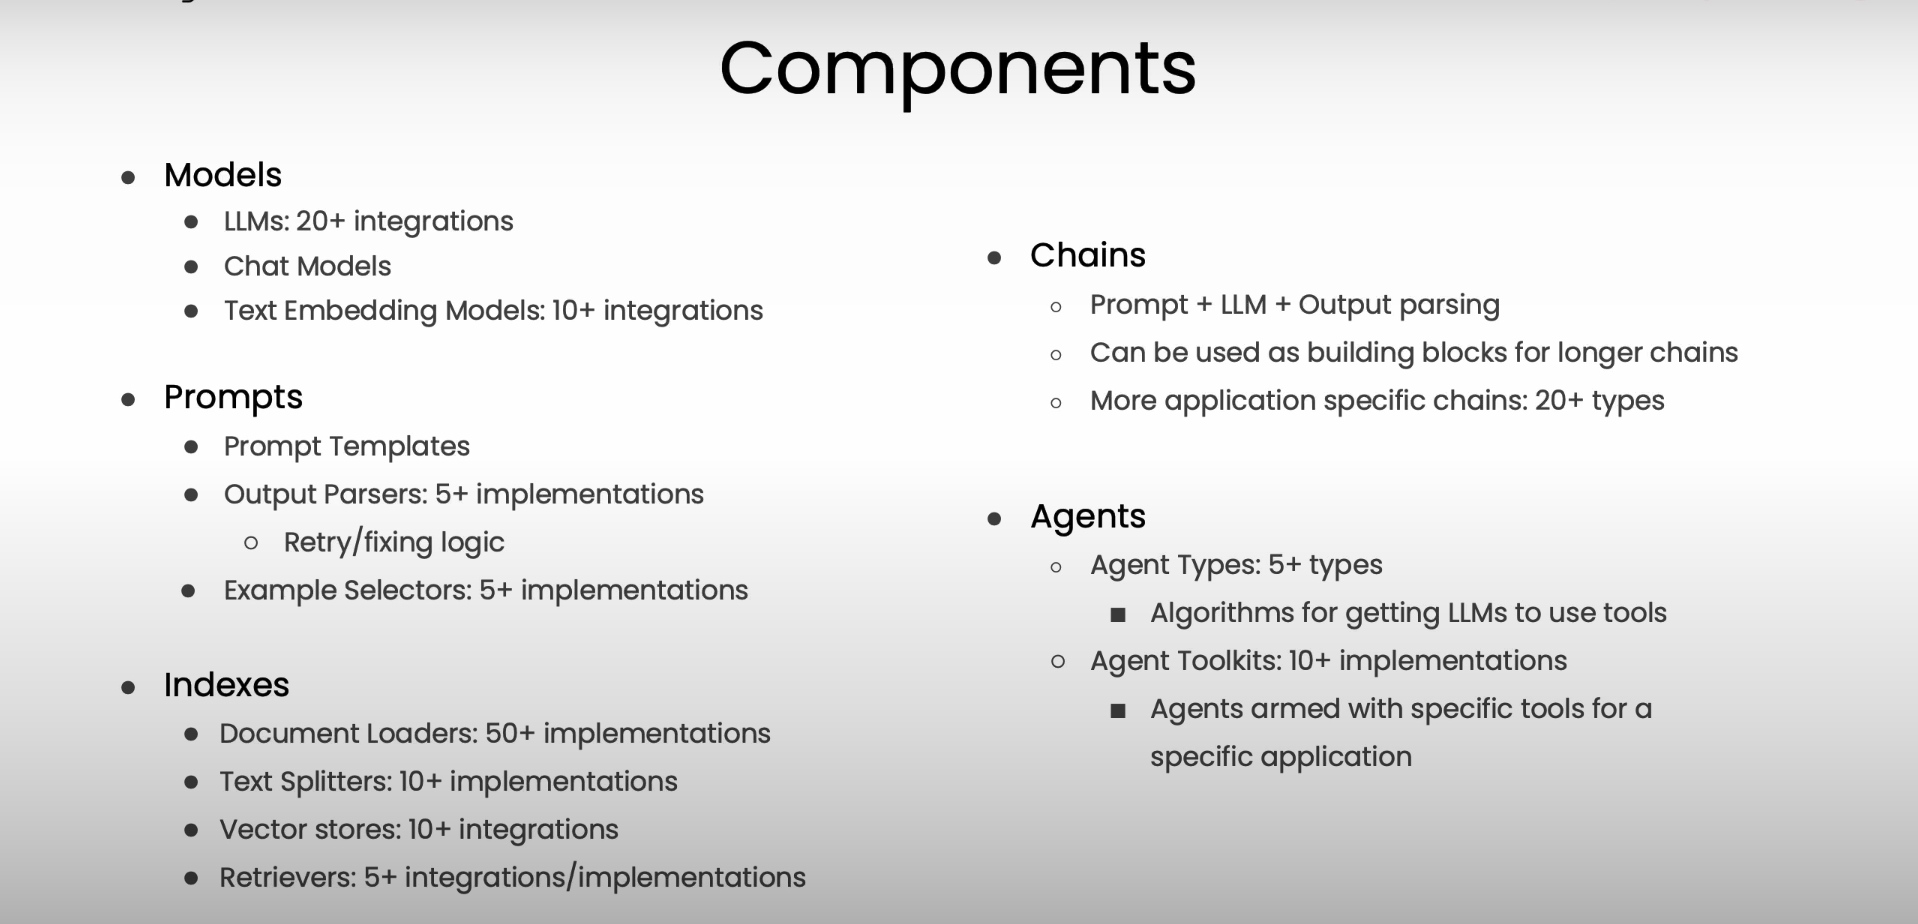 Components
Models
LLMs: 20+ integrations
Chat Models
Text Embedding Models: 10+ integrations
Prompts
Prompt Templates
Output Parsers: 5+ implementations
Retry/fixing logic
Example Selectors: 5+ implementations
Indexes
Document Loaders: 50+ implementations
Text Splitters: 10+ implementations
Vector stores: 10+ integrations
Retrievers: 5+ integrations/implementations
Chains
Prompt + LLM + Output parsing
Can be used as building blocks for longer chains
More application specific chains: 20+ types
Agents
Agent Types: 5+ types
Algorithms for getting LLMs to use tools
Agent Toolkits: 10+ implementations
Agents armed with specific tools for a
specific application